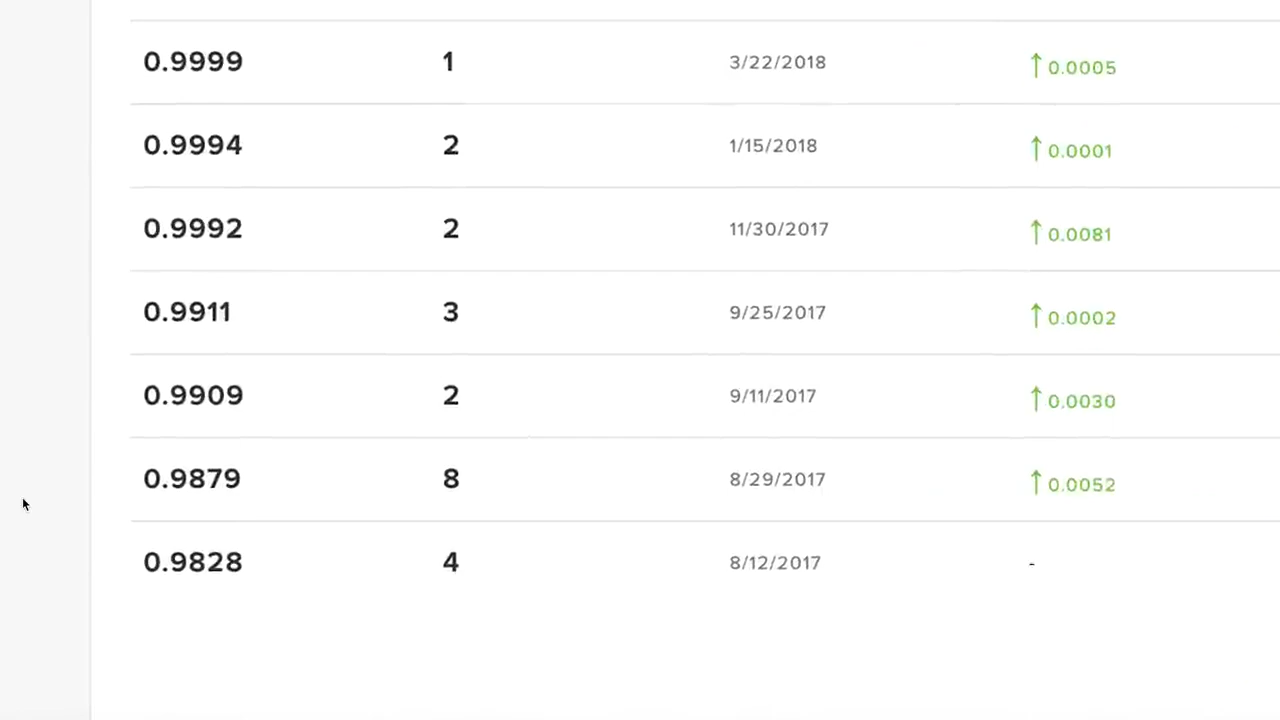 0.9999 1 3/22/2018 ↑ 0.0005
0.9994 2 1/15/2018 ↑ 0.0001
0.9992 2 11/30/2017 ↑ 0.0081
0.9911 3 9/25/2017 ↑ 0.0002
0.9909 2 9/11/2017 ↑ 0.0030
0.9879 8 8/29/2017 ↑ 0.0052
0.9828 4 8/12/2017 -